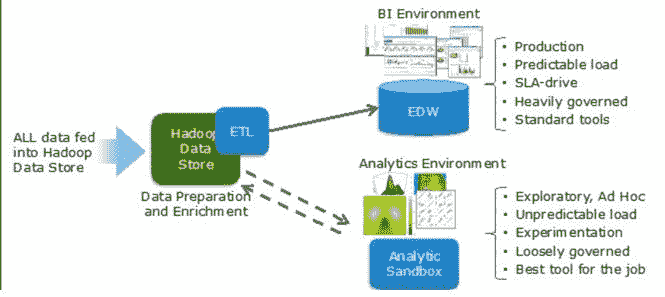 BI Environment
• Production
• Predictable load
• SLA-drive
• Heavily governed
• Standard tools
EDW
ETL
Hadoop
Data
Store
ALL data fed
into Hadoop
Data Store
Data Preparation
and Enrichment
Analytics Environment
• Exploratory, Ad Hoc
• Unpredictable load
• Experimentation
• Loosely governed
• Best tool for the job
Analytic
Sandbox